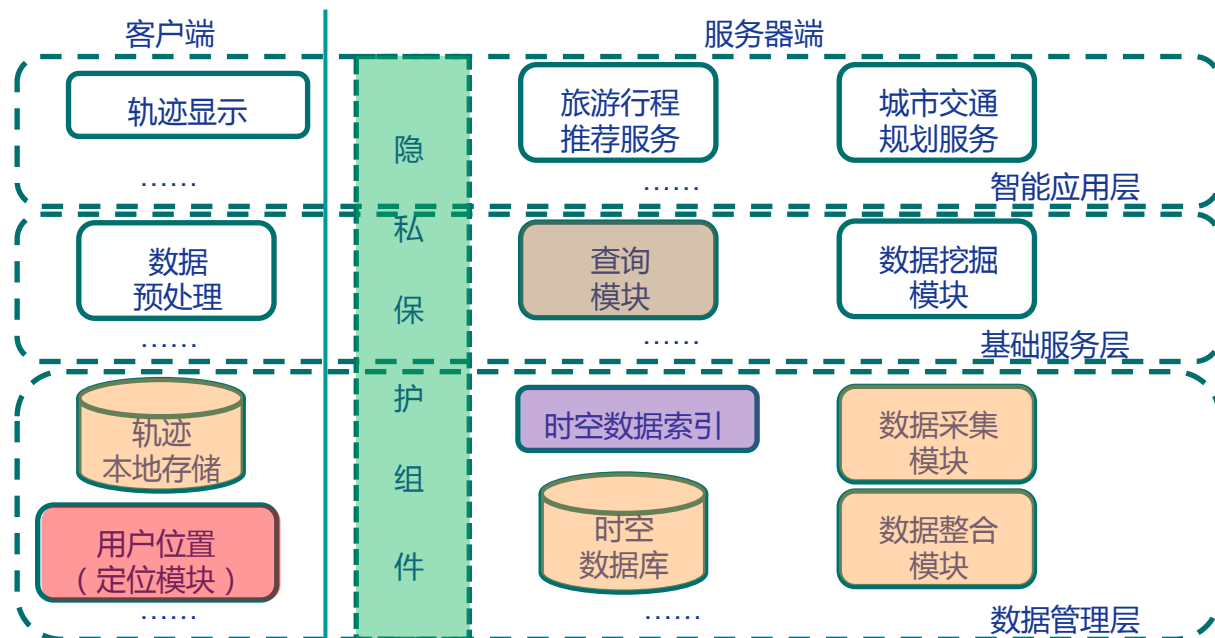 客户端
服务器端
轨迹显示
……
隐
私
保
护
组
件
旅游行程
推荐服务
城市交通
规划服务
……
智能应用层
数据
预处理
……
查询
模块
数据挖掘
模块
……
基础服务层
轨迹
本地存储
用户位置
（定位模块）
……
时空数据索引
数据采集
模块
时空
数据库
数据整合
模块
……
数据管理层